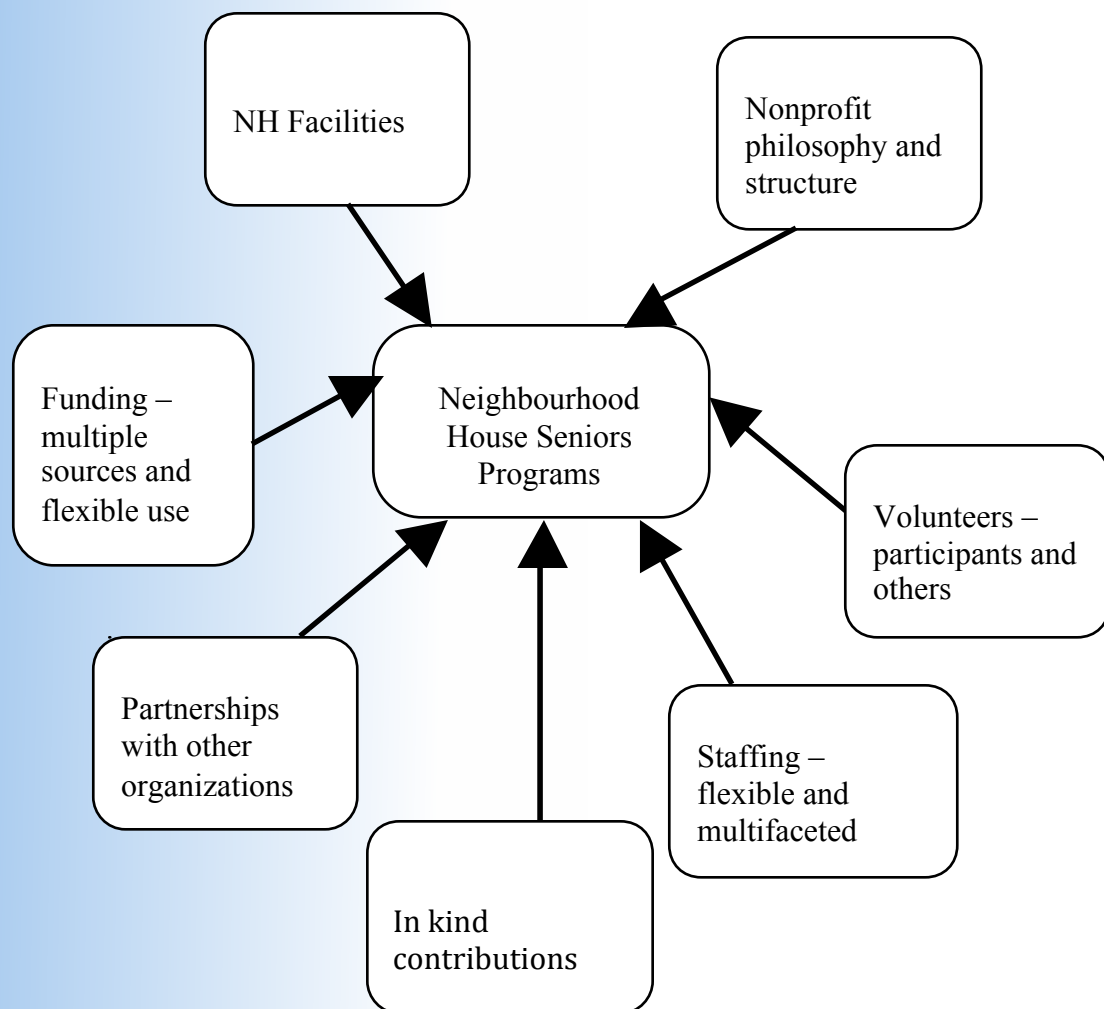 NH Facilities
Nonprofit
philosophy and
structure
Funding –
multiple
sources and
flexible use
Neighbourhood
House Seniors
Programs
Volunteers –
participants and
others
Partnerships
with other
organizations
Staffing –
flexible and
multifaceted
In kind
contributions